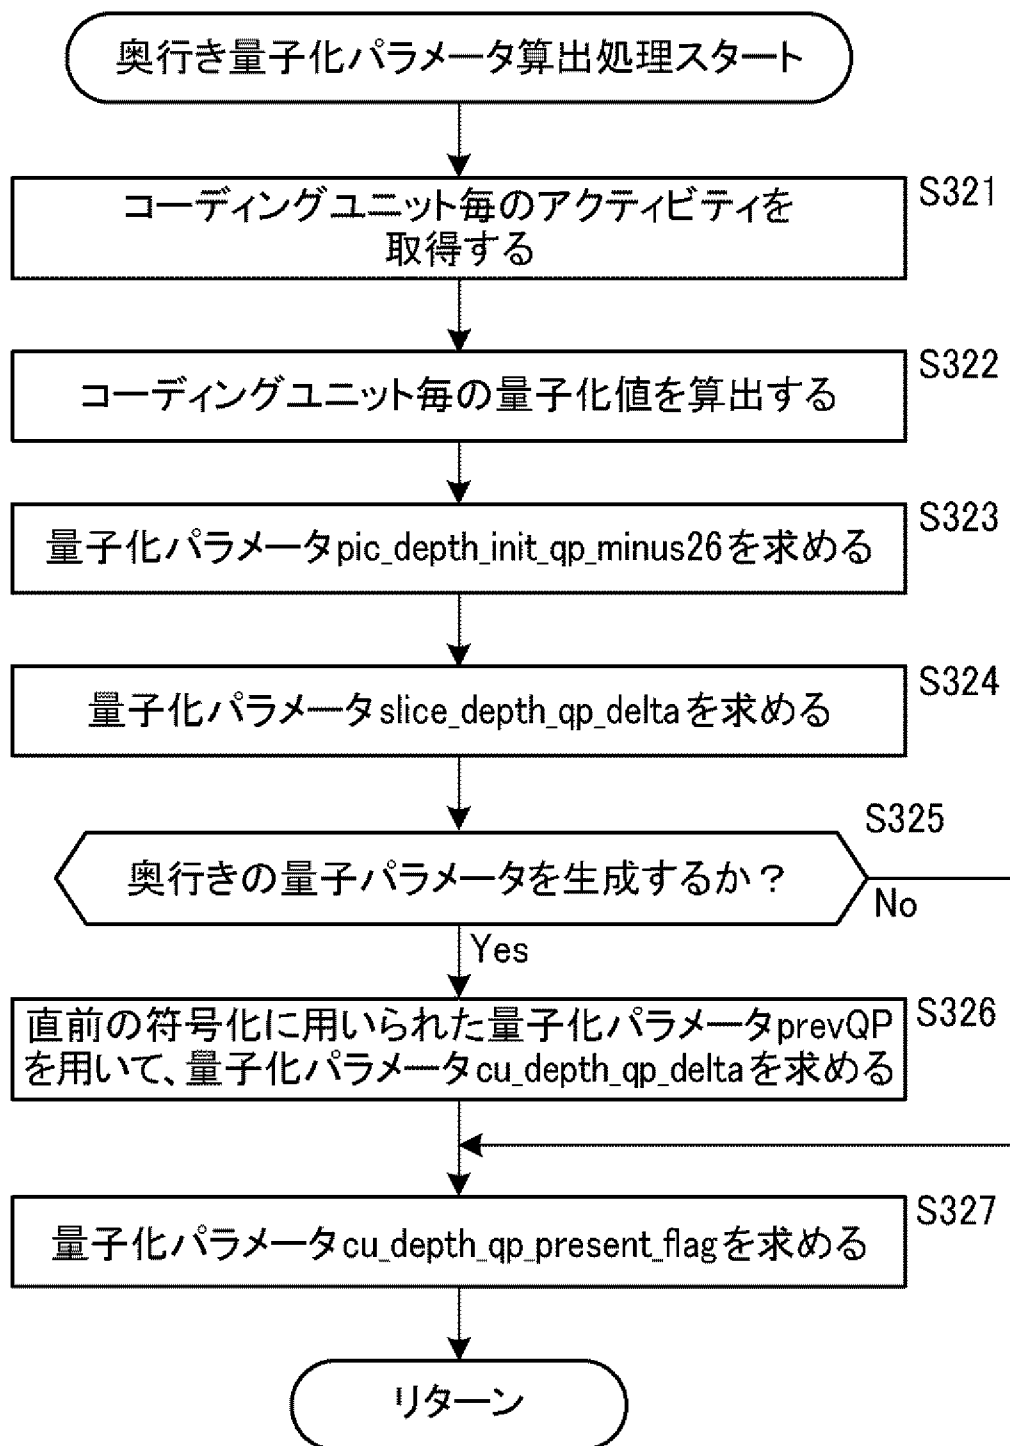 奥行き量子化パラメータ算出処理スタート
S321
コーディングユニット毎のアクティビティを
取得する
S322
コーディングユニット毎の量子化値を算出する
S323
量子化パラメータpic_depth_init_qp_minus26を求める
S324
量子化パラメータslice_depth_qp_deltaを求める
S325
奥行きの量子パラメータを生成するか？
No
Yes
S326
直前の符号化に用いられた量子化パラメータprevQP
を用いて、量子化パラメータcu_depth_qp_deltaを求める
S327
量子化パラメータcu_depth_qp_present_flagを求める
リターン